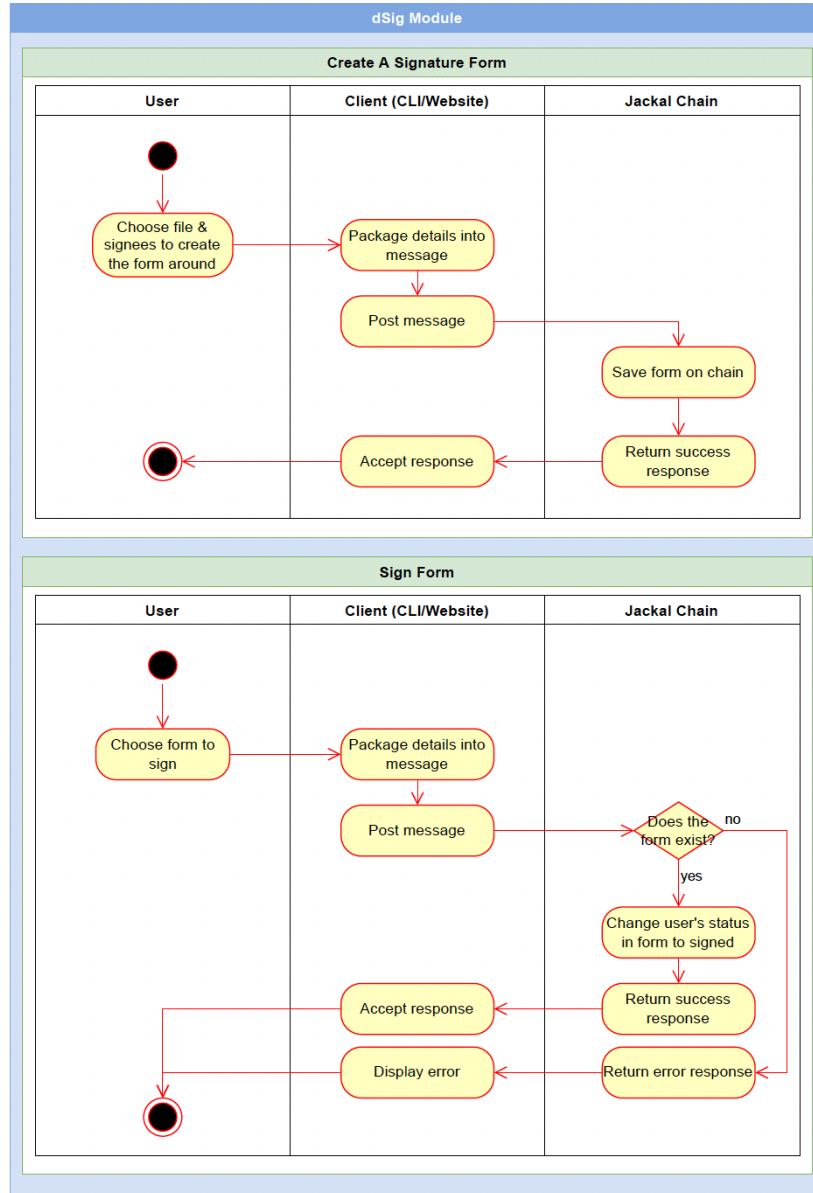 dSig Module
Create A Signature Form
User
Client (CLI/Website)
Jackal Chain
Choose file &
signees to create
the form around
Package details into
message
Post message
Save form on chain
Return success
response
Accept response
Sign Form
User
Client (CLI/Website)
Jackal Chain
Choose form to
sign
Package details into
message
Post message
Does the
form exist?
no
yes
Change user's status
in form to signed
Return success
response
Accept response
Return error response
Display error